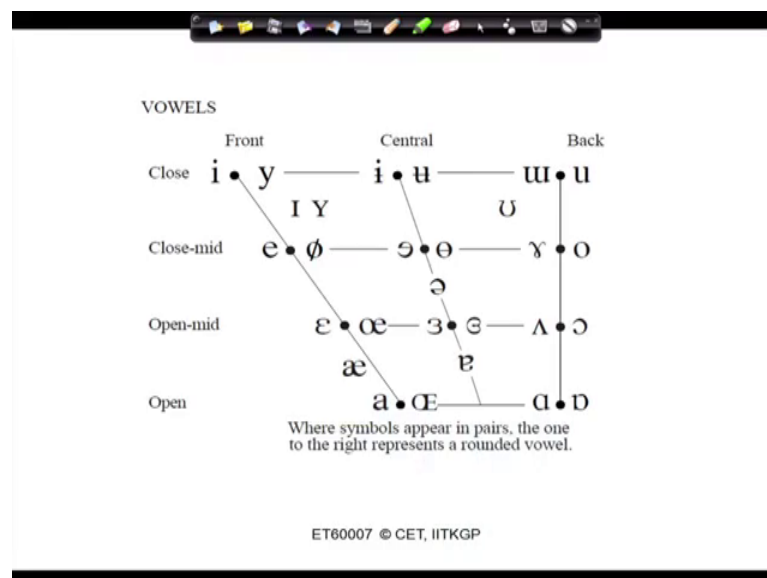 VOWELS
Front Central Back
Close i y ɨ ʉ ɯ u
ɪ ʏ ʊ
Close-mid e ø ɘ ɵ ɤ o
ə
Open-mid ɛ œ ɜ ɞ ʌ ɔ
æ ɐ
Open a ɶ ɑ ɒ
Where symbols appear in pairs, the one
to the right represents a rounded vowel.
ET60007 © CET, IITKGP